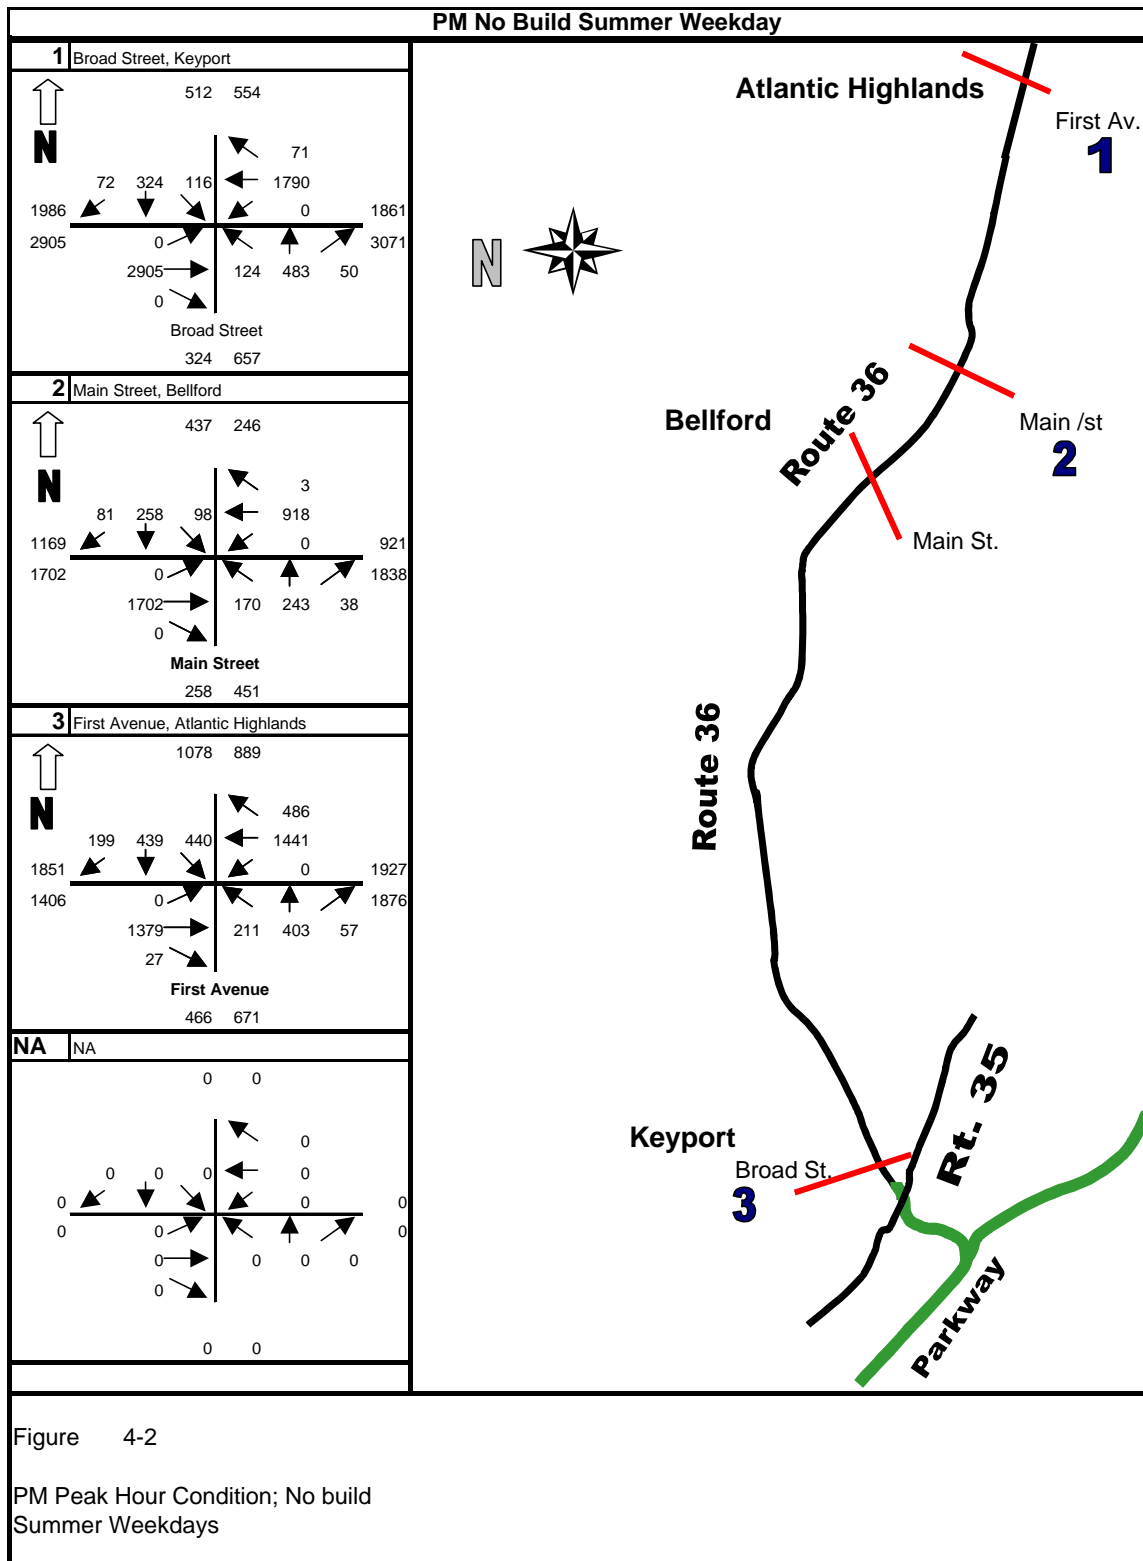 PM No Build Summer Weekday
1 Broad Street, Keyport
512 554
N
71
72 324 116 1790
1986 0 1861
2905 0 3071
2905 124 483 50
0
Broad Street
324 657
2 Main Street, Bellford
437 246
N
3
81 258 98 918
1169 0 921
1702 0 1838
1702 170 243 38
0
Main Street
258 451
3 First Avenue, Atlantic Highlands
1078 889
N
486
199 439 440 1441
1851 0 1927
1406 0 1876
1379 211 403 57
27
First Avenue
466 671
NA NA
0 0
0
0 0 0 0
0 0 0
0 0 0
0 0 0 0
0
0 0
Atlantic Highlands
First Av.
1
N
Route 36
Bellford
Main /st
2
Main St.
Route 36
Keyport
Broad St.
3
Rt. 35
Parkway
Figure 4-2
PM Peak Hour Condition; No build
Summer Weekdays